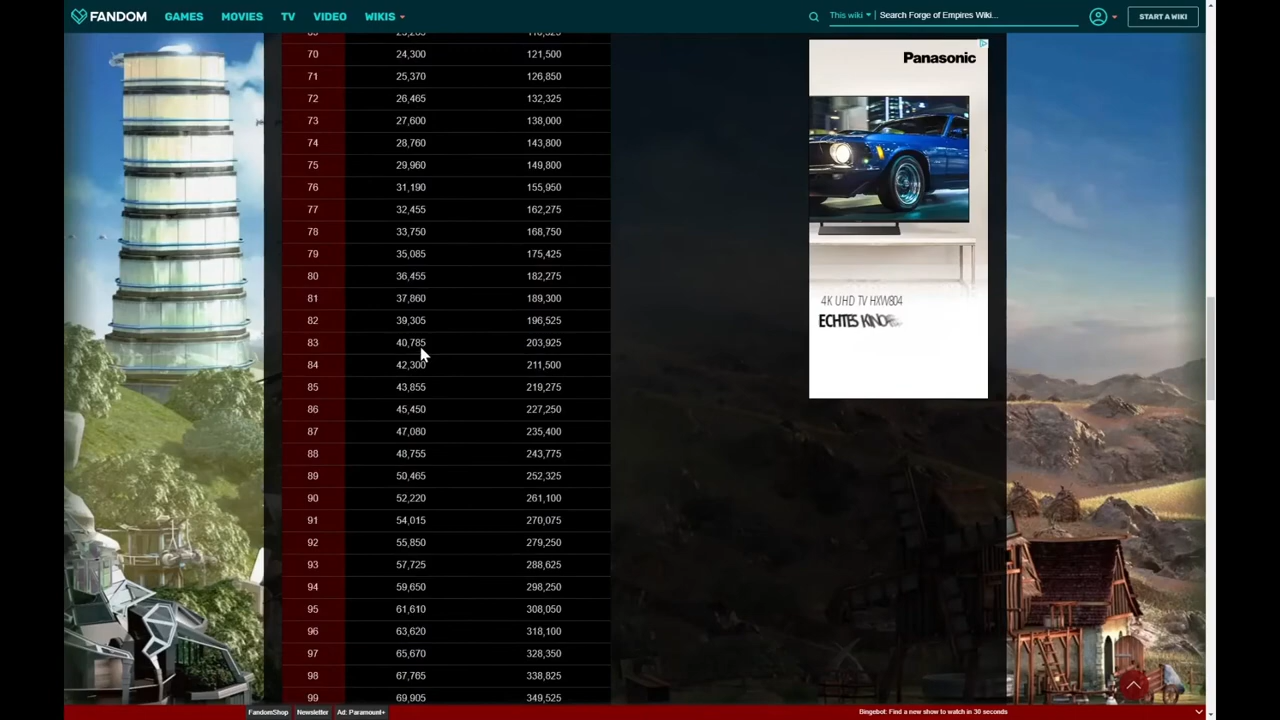 FANDOM GAMES MOVIES TV VIDEO WIKIS This wiki Search Forge of Empires Wiki... START A WIKI
70 24,300 121,500
71 25,370 126,850
72 26,465 132,325
73 27,600 138,000
74 28,760 143,800
75 29,960 149,800
76 31,190 155,950
77 32,455 162,275
78 33,750 168,750
79 35,085 175,425
80 36,455 182,275
81 37,860 189,300
82 39,305 196,525
83 40,785 203,925
84 42,300 211,500
85 43,855 219,275
86 45,450 227,250
87 47,080 235,400
88 48,755 243,775
89 50,465 252,325
90 52,220 261,100
91 54,015 270,075
92 55,850 279,250
93 57,725 288,625
94 59,650 298,250
95 61,610 308,050
96 63,620 318,100
97 65,670 328,350
98 67,765 338,825
99 69,905 349,525
Panasonic
4K UHD TV HXW804
ECHTES
FandomShop Newsletter Ad: Paramount+ Bingebot: Find a new show to watch in 30 seconds